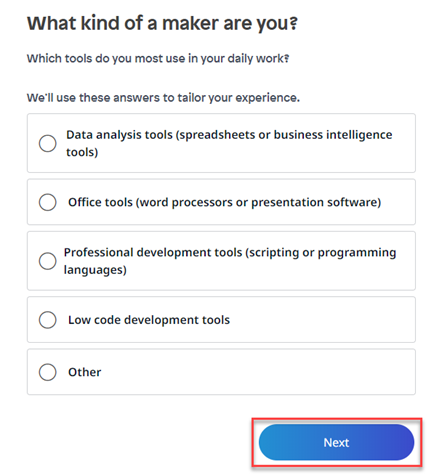 What kind of a maker are you?
Which tools do you most use in your daily work?
We'll use these answers to tailor your experience.
Data analysis tools (spreadsheets or business intelligence
tools)
Office tools (word processors or presentation software)
Professional development tools (scripting or programming
languages)
Low code development tools
Other
Next